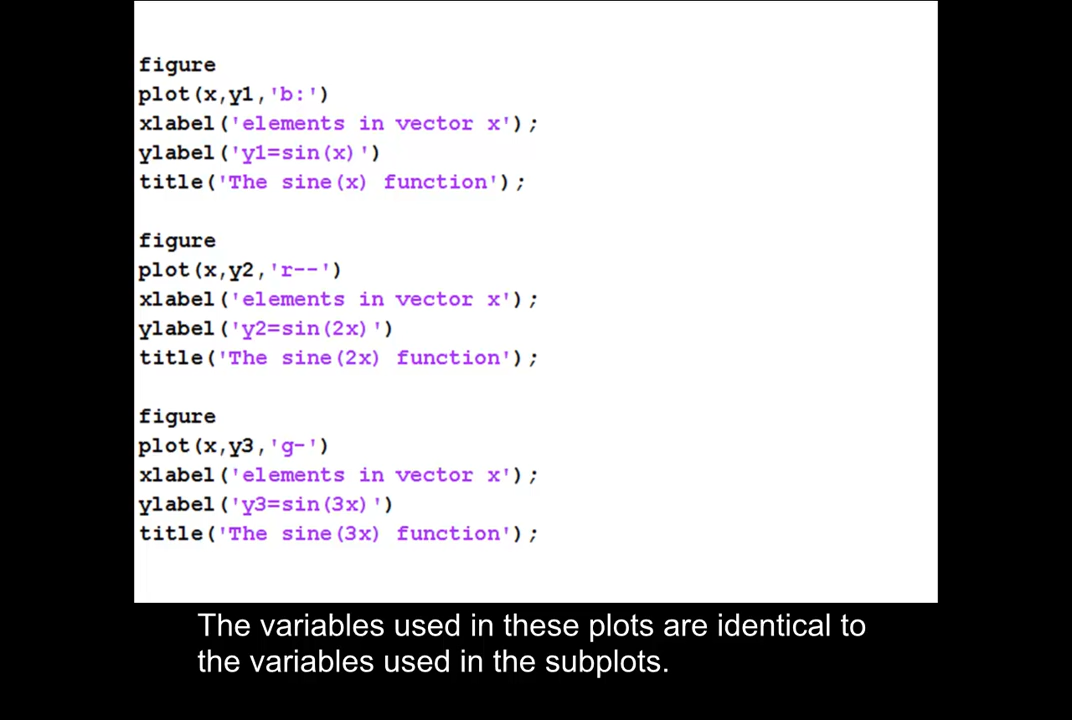 figure
plot(x,y1,'b:')
xlabel('elements in vector x');
ylabel('y1=sin(x)')
title('The sine(x) function');
figure
plot(x,y2,'r--')
xlabel('elements in vector x');
ylabel('y2=sin(2x)')
title('The sine(2x) function');
figure
plot(x,y3,'g-')
xlabel('elements in vector x');
ylabel('y3=sin(3x)')
title('The sine(3x) function');
The variables used in these plots are identical to
the variables used in the subplots.